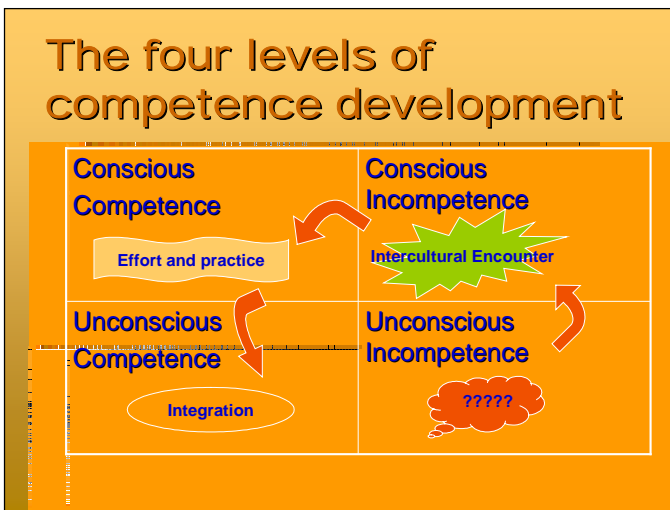 The four levels of
competence development
Conscious
Competence
Effort and practice
Conscious
Incompetence
Intercultural Encounter
Unconscious
Competence
Integration
Unconscious
Incompetence
?????